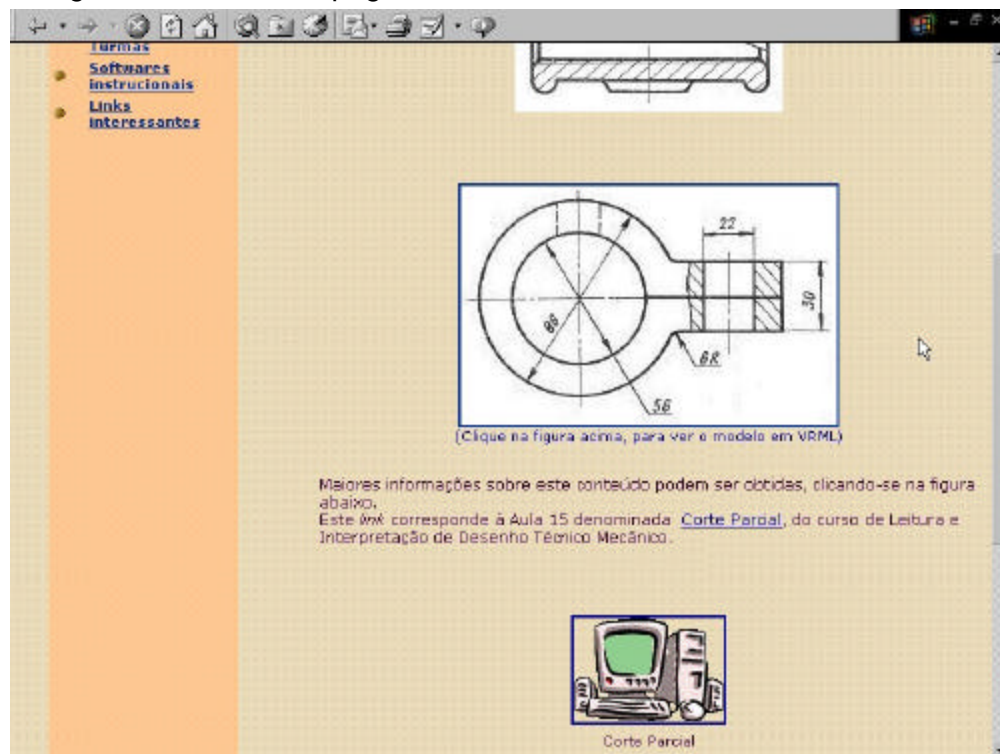 Turmas
Softwares
instrucionais
Links
interessantes
22
30
88
6R
56
(Clique na figura acima, para ver o modelo em VRML)
Maiores informações sobre este conteúdo podem ser obtidas, clicando-se na figura
abaixo.
Este link corresponde à Aula 15 denominada Corte Parcial, do curso de Leitura e
Interpretação de Desenho Técnico Mecânico.
Corte Parcial